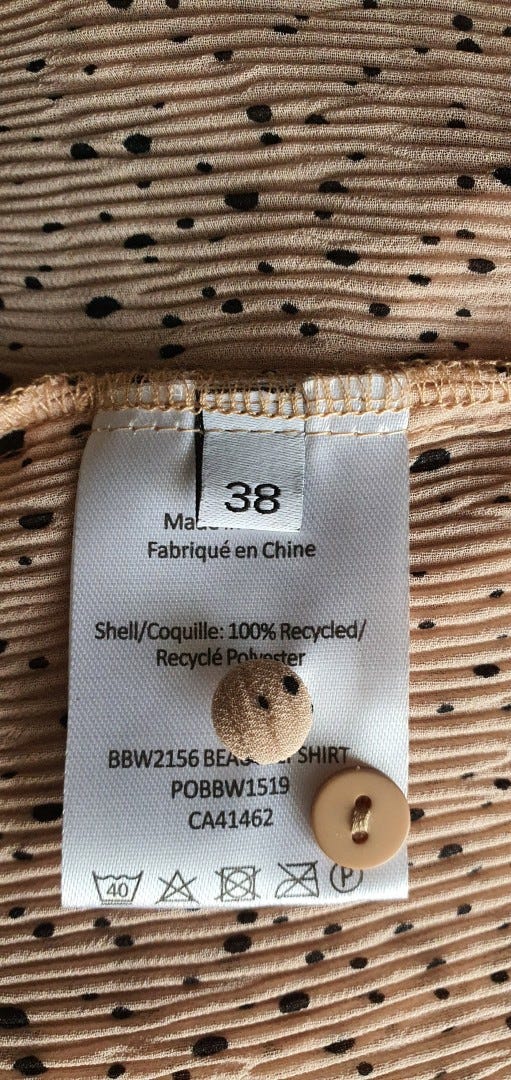 38
Fabriqué en Chine
Shell/Coquille: 100% Recycled/
Recyclé Polyester
BBW2156 SHIRT
POBBW1519
CA41462
40
P